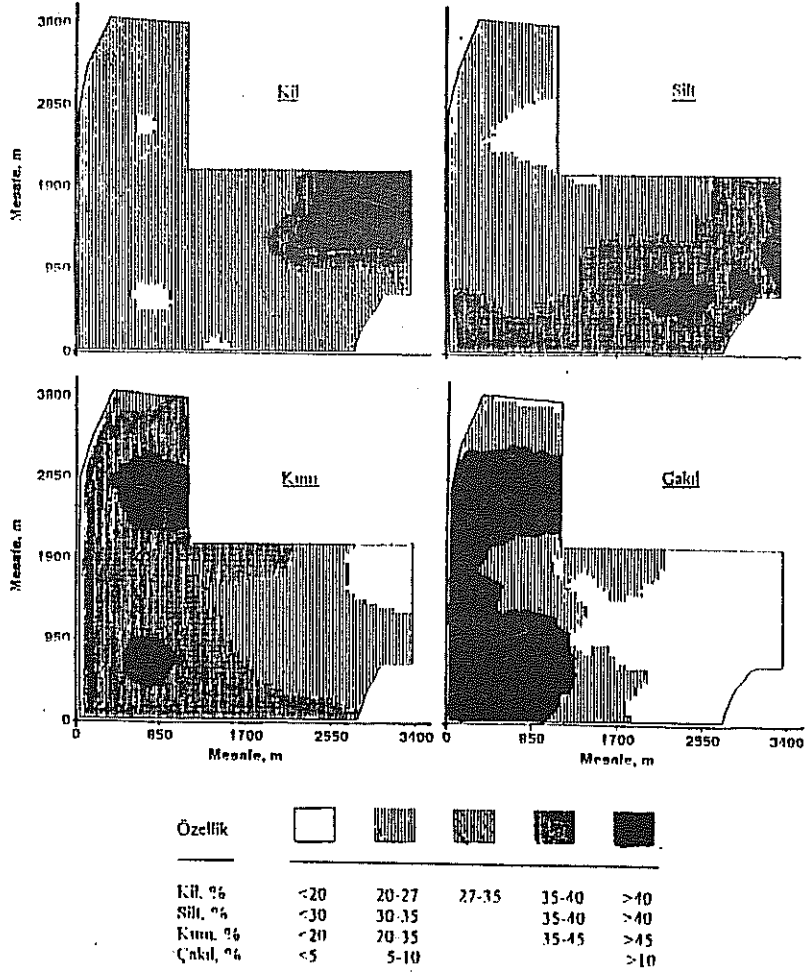 3800
2850
1900
950
0
Mesafe, m
Kil
Silt
3800
2850
1900
950
0
Mesafe, m
Kum
Çakıl
0 850 1700 2550 3400
Mesafe, m
0 850 1700 2550 3400
Mesafe, m
Özellik
Kil, % <20 20-27 27-35 35-40 >40
Silt, % <30 30-35 35-40 >40
Kum, % <20 20-35 35-45 >45
Çakıl, % <5 5-10 >10